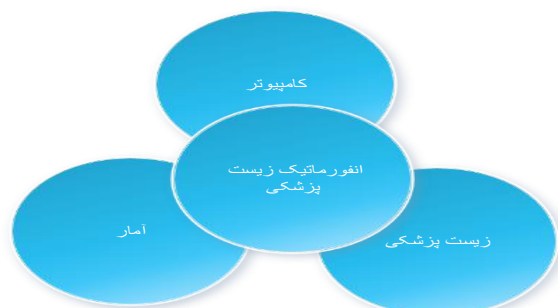 کامپیوتر
انفورماتیک زیست
پزشکی
آمار
زیست پزشکی